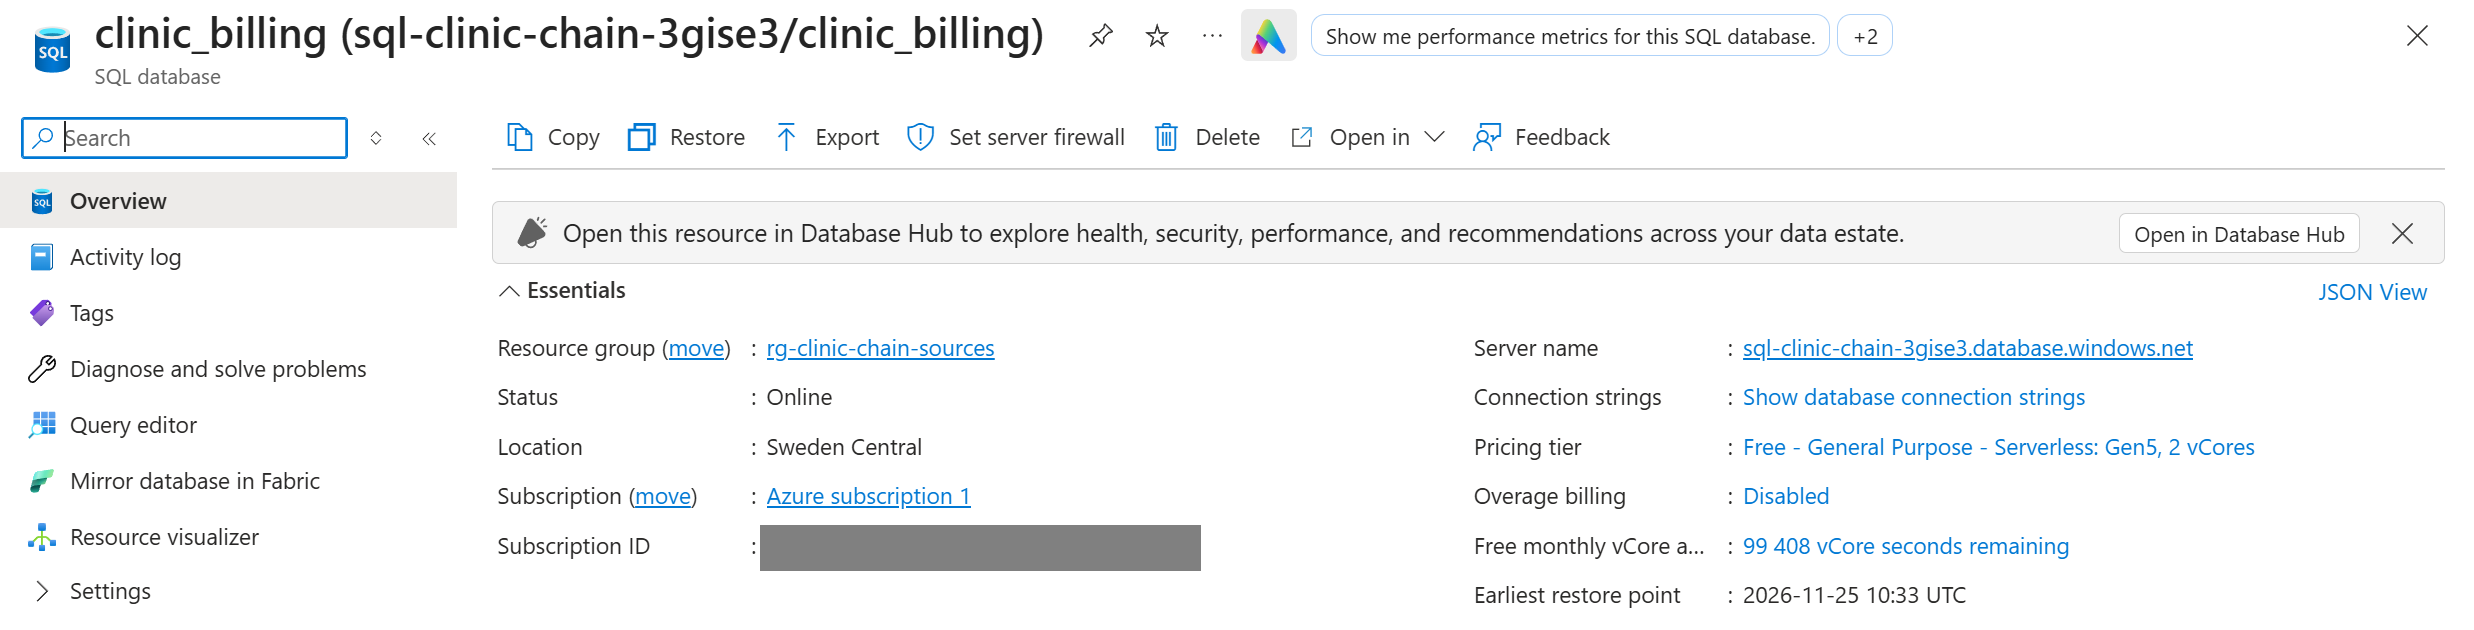 clinic_billing (sql-clinic-chain-3gise3/clinic_billing)
Show me performance metrics for this SQL database.
+2
SQL
SQL database
Search
Copy
Restore
Export
Set server firewall
Delete
Open in
Feedback
SQL
Overview
Activity log
Tags
Diagnose and solve problems
Query editor
Mirror database in Fabric
Resource visualizer
Settings
Open this resource in Database Hub to explore health, security, performance, and recommendations across your data estate.
Open in Database Hub
Essentials
JSON View
Resource group (move) : rg-clinic-chain-sources
Status : Online
Location : Sweden Central
Subscription (move) : Azure subscription 1
Subscription ID :
Server name : sql-clinic-chain-3gise3.database.windows.net
Connection strings : Show database connection strings
Pricing tier : Free - General Purpose - Serverless: Gen5, 2 vCores
Overage billing : Disabled
Free monthly vCore a... : 99 408 vCore seconds remaining
Earliest restore point : 2026-11-25 10:33 UTC